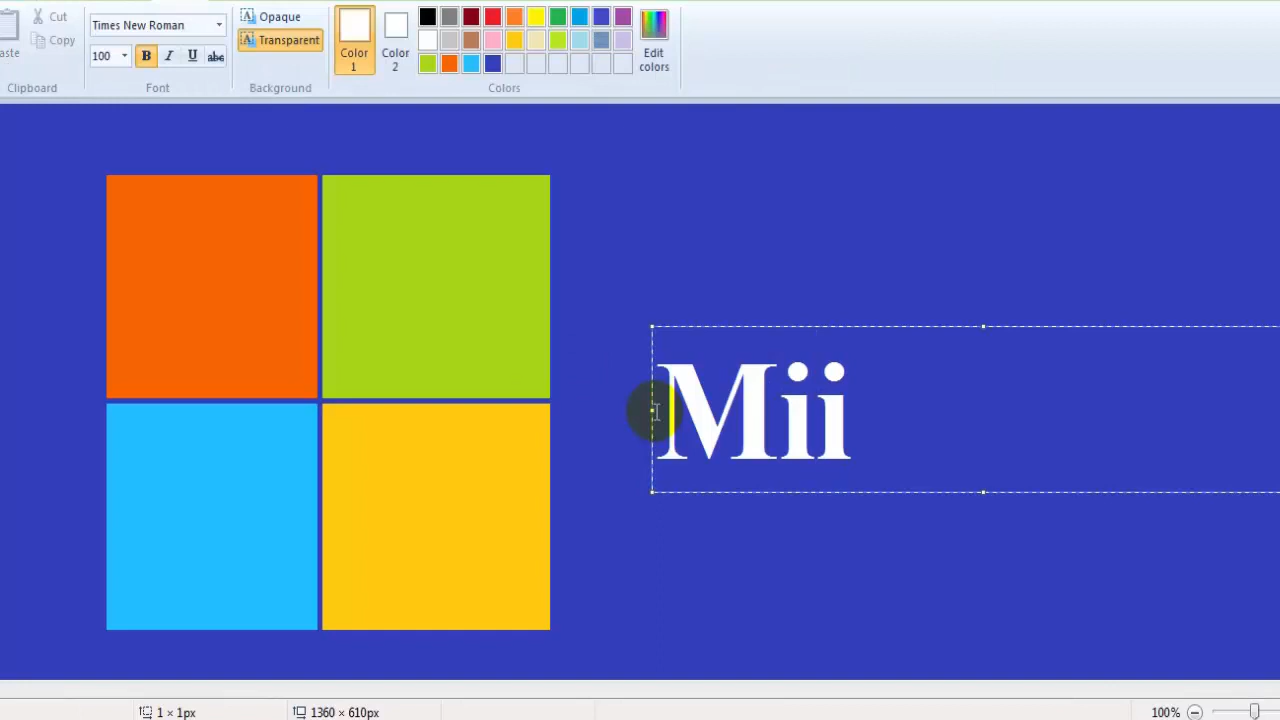 Cut
Copy
aste
Clipboard
Times New Roman
100
B I U abc
Font
A Opaque
A Transparent
Background
Color
1
Color
2
Edit
colors
Colors
Mii
1 × 1px
1360 × 610px
100%